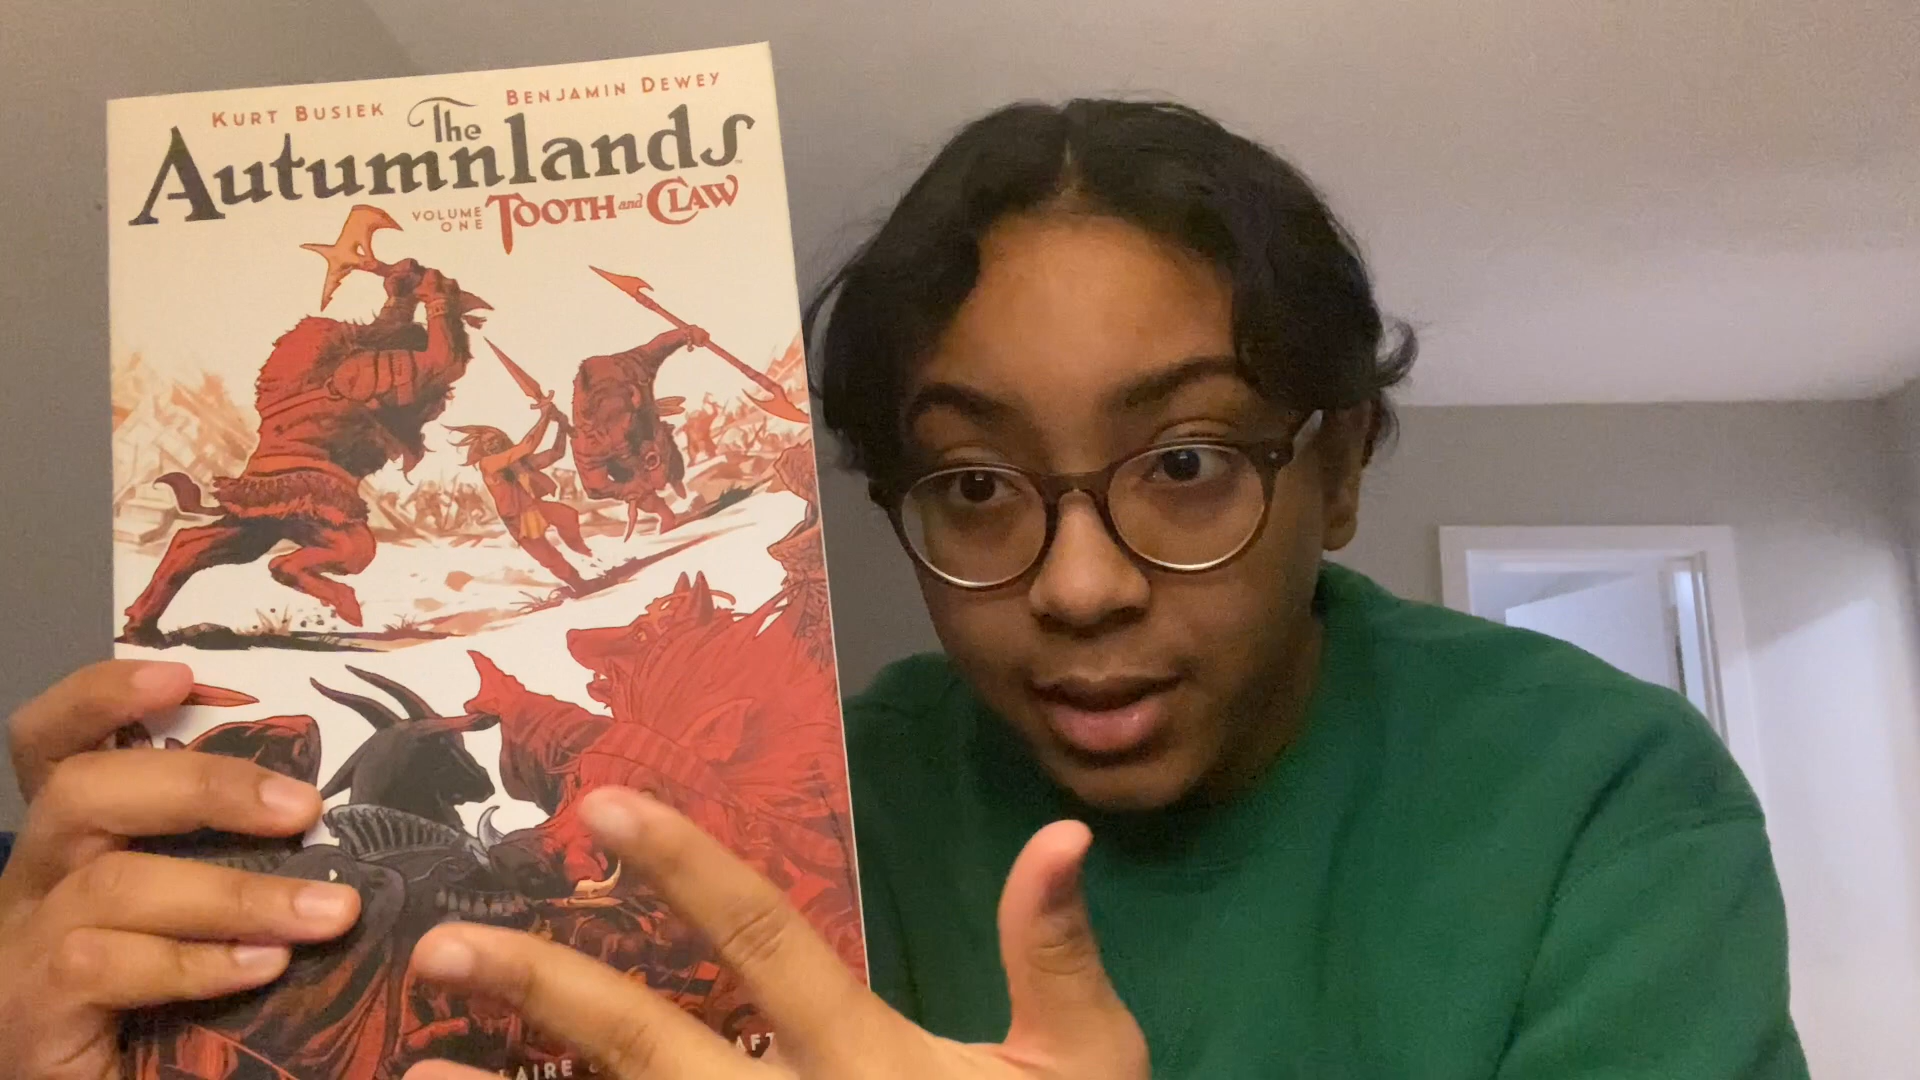 KURT BUSIEK BENJAMIN DEWEY
The
Autumnlands
VOLUME ONE TOOTH and CLAW